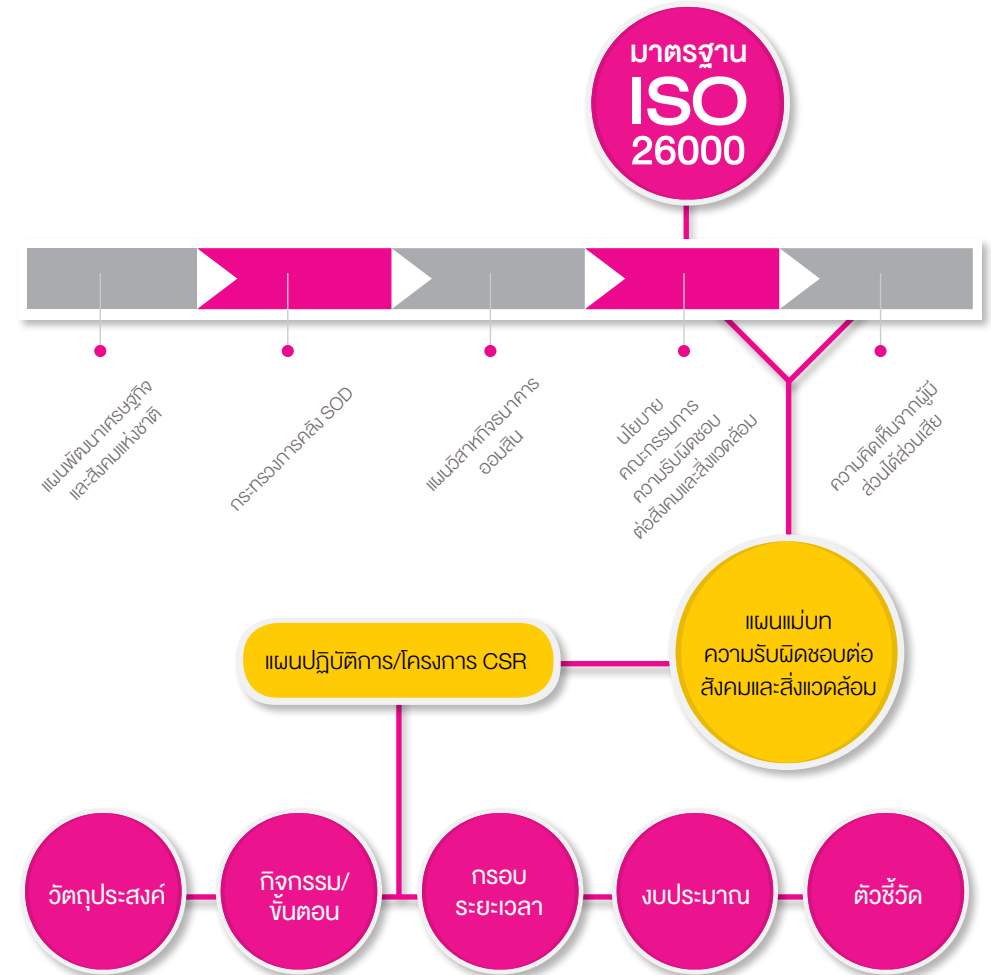 มาตรฐาน
ISO
26000
แผนพัฒนาเศรษฐกิจ
และสังคมแห่งชาติ
กระทรวงการคลัง SOD
แผนวิสาหกิจธนาคาร
ออมสิน
นโยบาย
คณะกรรมการ
ความรับผิดชอบ
ต่อสังคมและสิ่งแวดล้อม
ความคิดเห็นจากผู้มี
ส่วนได้ส่วนเสีย
แผนแม่บท
ความรับผิดชอบต่อ
สังคมและสิ่งแวดล้อม
แผนปฏิบัติการ/โครงการ CSR
วัตถุประสงค์
กิจกรรม/
ขั้นตอน
กรอบ
ระยะเวลา
งบประมาณ
ตัวชี้วัด